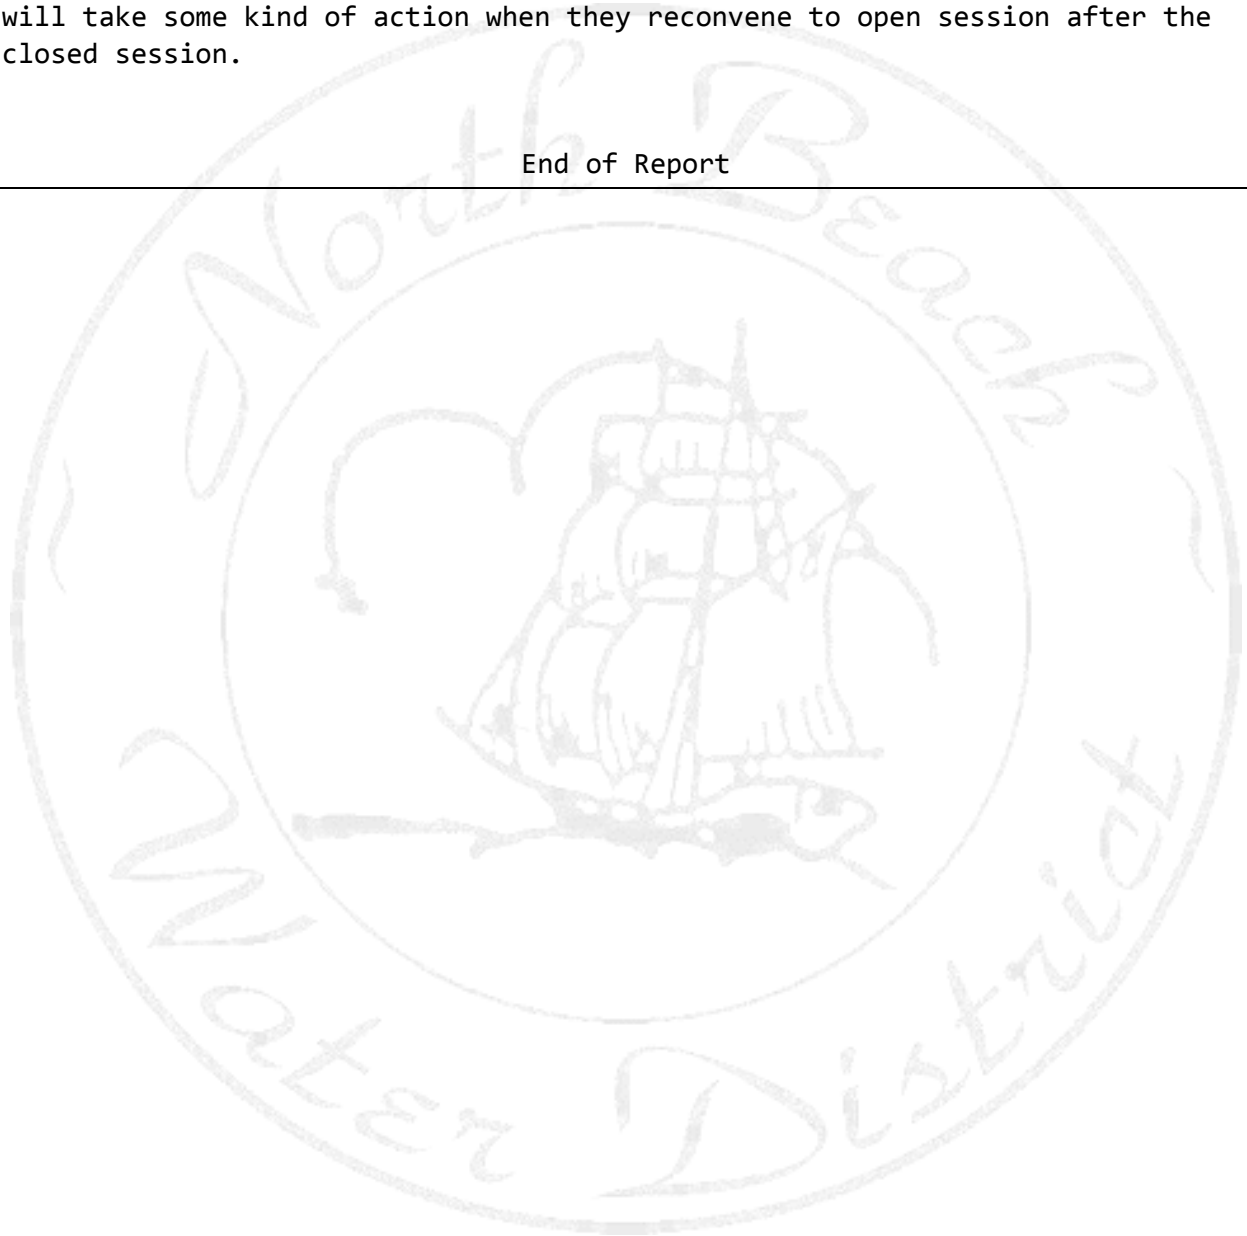 will take some kind of action when they reconvene to open session after the
closed session.
End of Report
North Beach
Water District